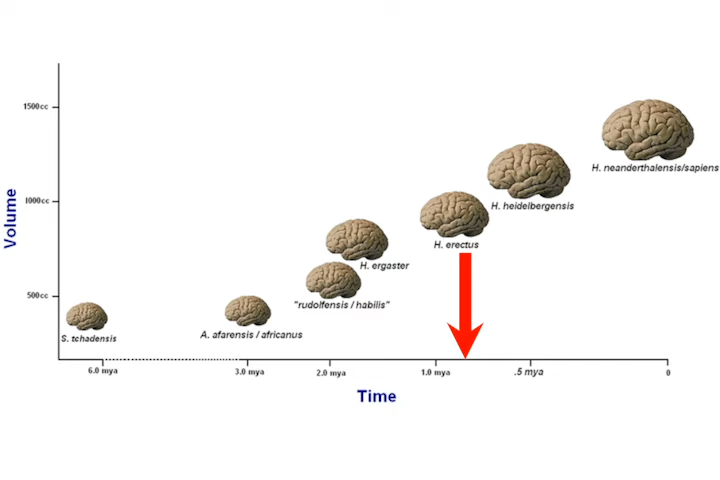 1500cc
H. neanderthalensis/sapiens
1000cc
H. heidelbergensis
H. erectus
H. ergaster
500cc
"rudolfensis / habilis"
A. afarensis / africanus
S. tchadensis
Volume
6.0 mya 3.0 mya 2.0 mya 1.0 mya .5 mya 0
Time